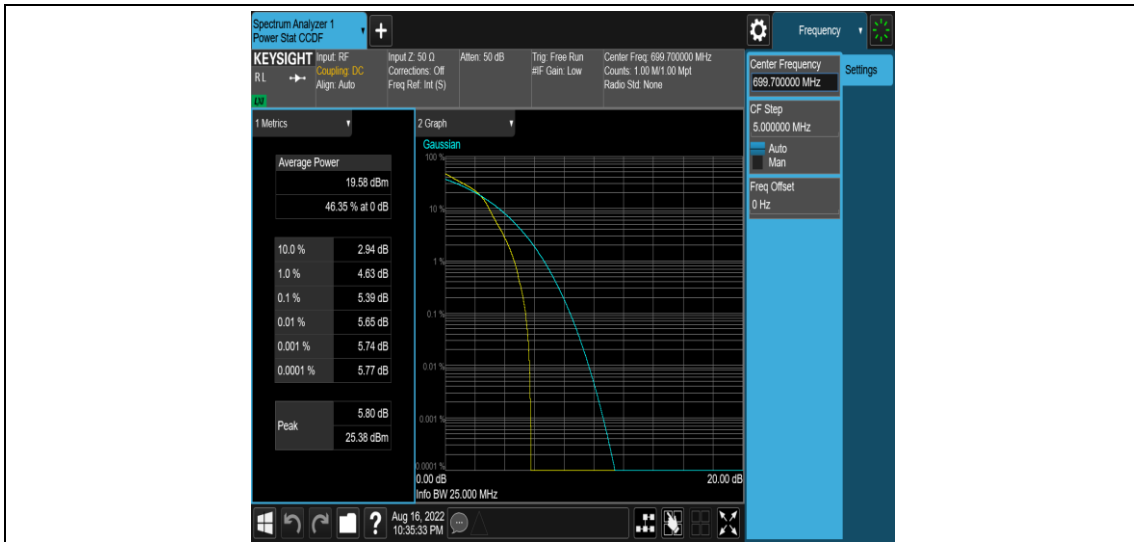 Spectrum Analyzer 1
Power Stat CCDF
Frequency
KEYSIGHT
RL
LXI
Input: RF
Coupling: DC
Align: Auto
Input Z: 50 Ω
Corrections: Off
Freq Ref: Int (S)
Atten: 50 dB
Trig: Free Run
#IF Gain: Low
Center Freq: 699.700000 MHz
Counts: 1.00 M/1.00 Mpt
Radio Std: None
Center Frequency
699.700000 MHz
Settings
CF Step
5.000000 MHz
Auto
Man
Freq Offset
0 Hz
1 Metrics
Average Power
19.58 dBm
46.35 % at 0 dB
10.0 % 2.94 dB
1.0 % 4.63 dB
0.1 % 5.39 dB
0.01 % 5.65 dB
0.001 % 5.74 dB
0.0001 % 5.77 dB
Peak
5.80 dB
25.38 dBm
2 Graph
Gaussian
100 %
10 %
1 %
0.1 %
0.01 %
0.001 %
0.0001 %
0.00 dB 20.00 dB
Info BW 25.000 MHz
?
Aug 16, 2022
10:35:33 PM